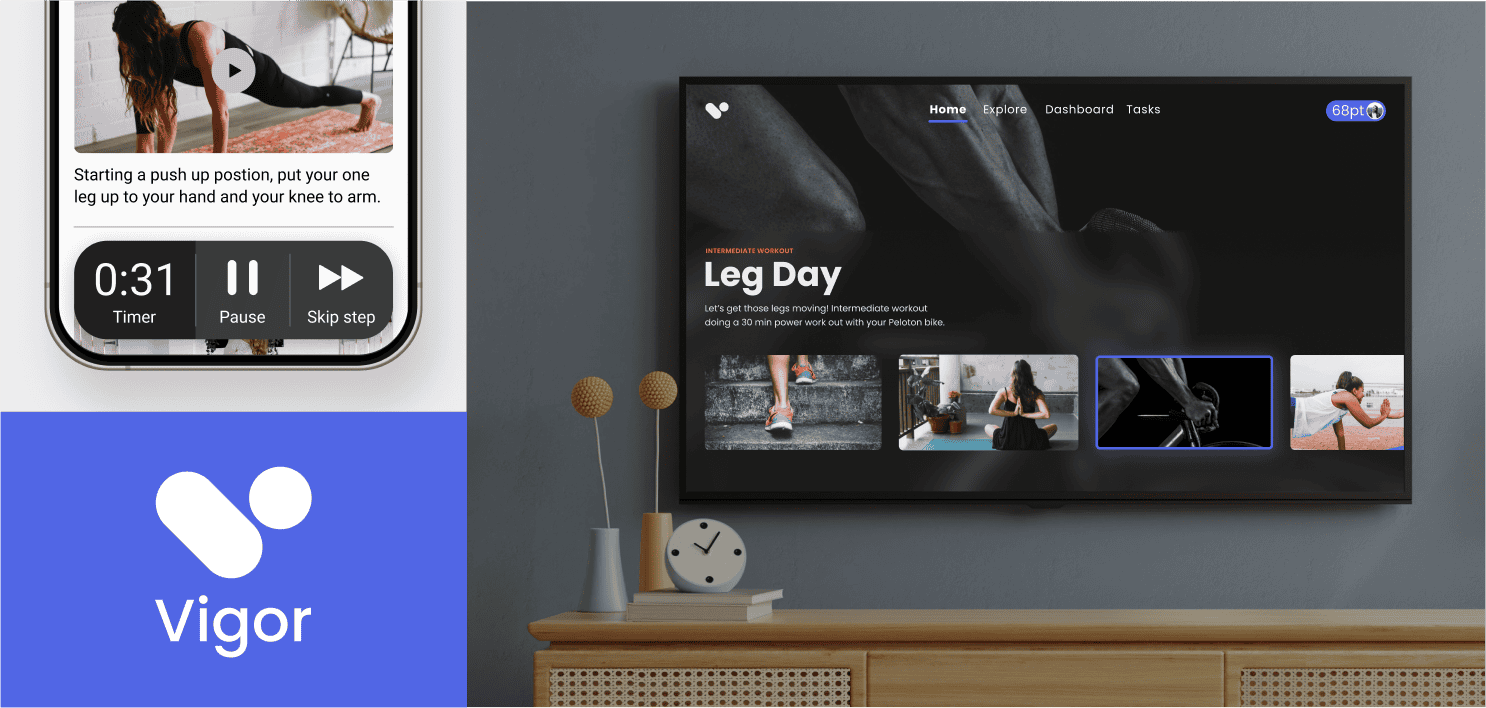 Starting a push up postion, put your one
leg up to your hand and your knee to arm.
0:31
Timer
Pause
Skip step
Vigor
Home Explore Dashboard Tasks
68pt
INTERMEDIATE WORKOUT
Leg Day
Let's get those legs moving! Intermediate workout
doing a 30 min power work out with your Peloton bike.